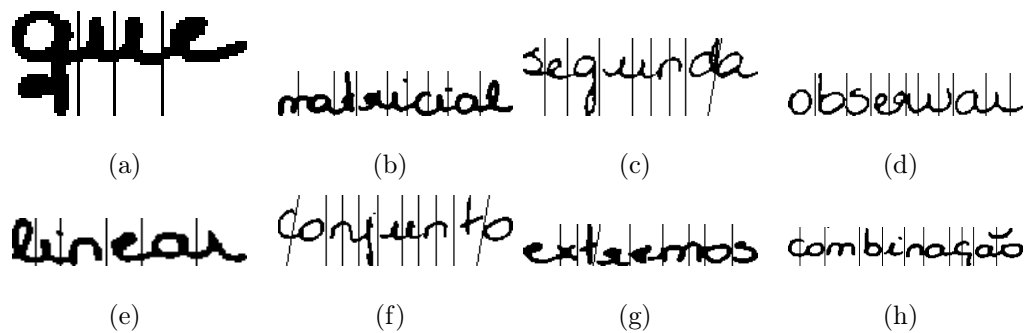 que matricial segunda observar
(a) (b) (c) (d)
linear conjunto extremos combinação
(e) (f) (g) (h)